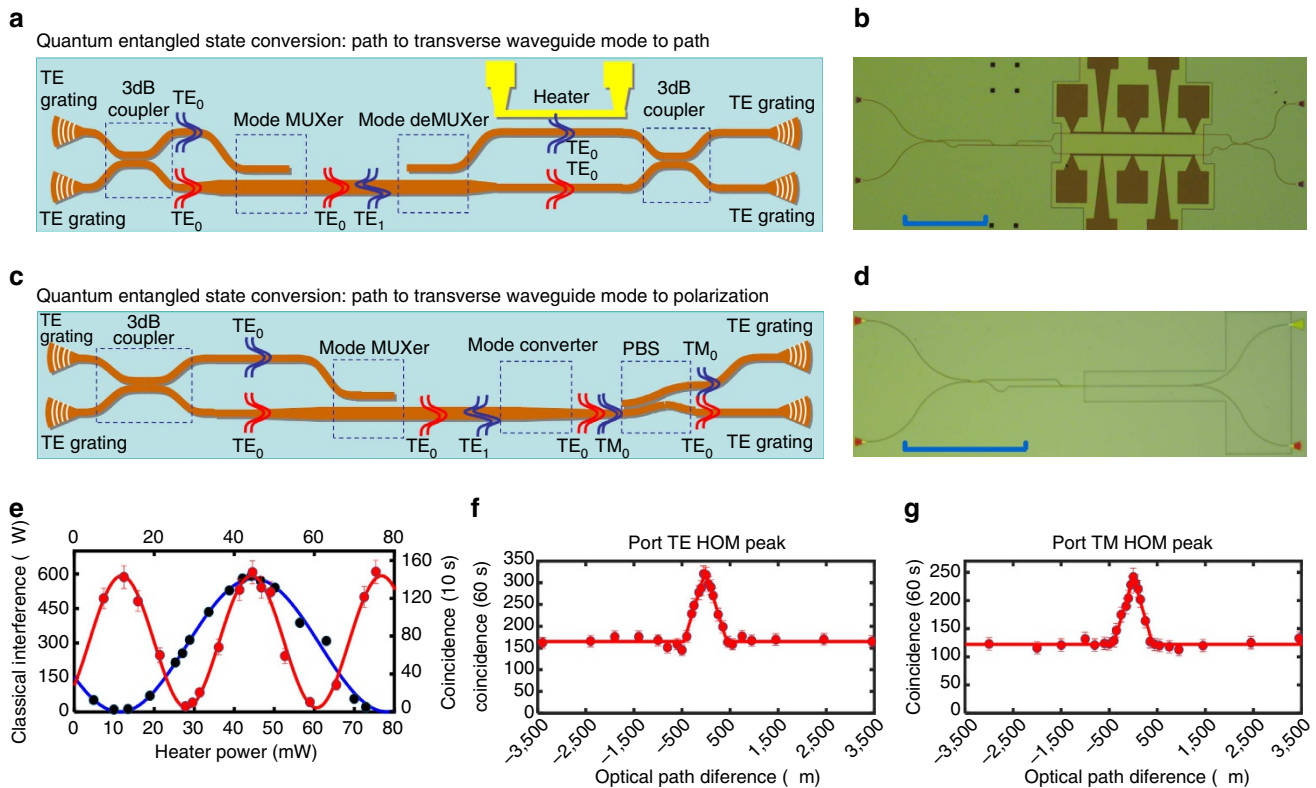 a
b
Quantum entangled state conversion: path to transverse waveguide mode to path
TE
grating
3dB
coupler
TE0
Mode MUXer
Mode deMUXer
Heater
3dB
coupler
TE grating
TE0
TE0
TE grating
TE0
TE0
TE1
TE grating
c
d
Quantum entangled state conversion: path to transverse waveguide mode to polarization
TE
grating
3dB
coupler
TE0
Mode MUXer
Mode converter
PBS
TM0
TE grating
TE grating
TE0
TE0
TE1
TE0
TM0
TE0
TE grating
e
f
g
0 20 40 60 80
Classical interference ( W)
600
450
300
150
0
160
120
80
40
0
Coincidence (10 s)
0 10 20 30 40 50 60 70 80
Heater power (mW)
Port TE HOM peak
coincidence (60 s)
350
300
250
200
150
100
50
0
–3,500 –2,500 –1,500 –500 500 1,500 2,500 3,500
Optical path diference ( m)
Port TM HOM peak
Coincidence (60 s)
250
200
150
100
50
0
–3,500 –2,500 –1,500 –500 500 1,500 2,500 3,500
Optical path diference ( m)